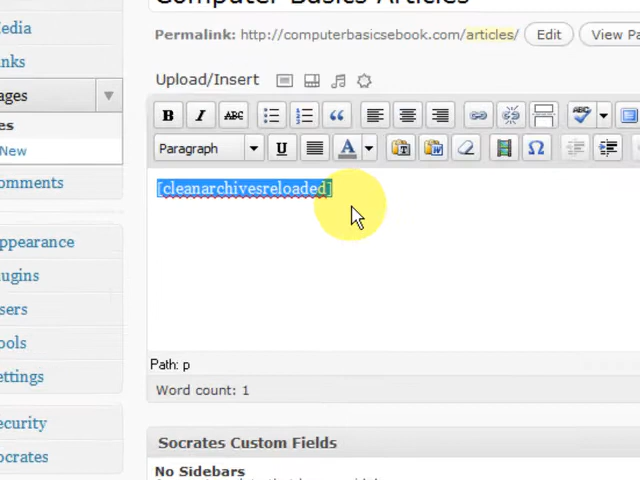 Computer Basics Articles
edia
Permalink: http://computerbasicsebook.com/articles/ Edit View Pa
nks
Upload/Insert
ages
B I ABC
es
New
Paragraph U A
omments
[cleanarchivesreloaded]
ppearance
lugins
sers
ools
Path: p
ettings
Word count: 1
ecurity
Socrates Custom Fields
ocrates
No Sidebars